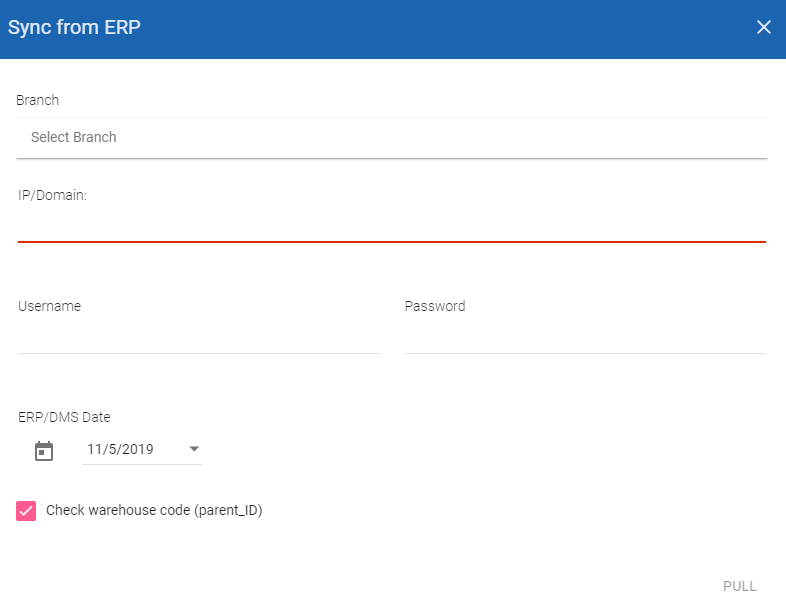 Sync from ERP
Branch
Select Branch
IP/Domain:
Username
Password
ERP/DMS Date
11/5/2019
Check warehouse code (parent_ID)
PULL